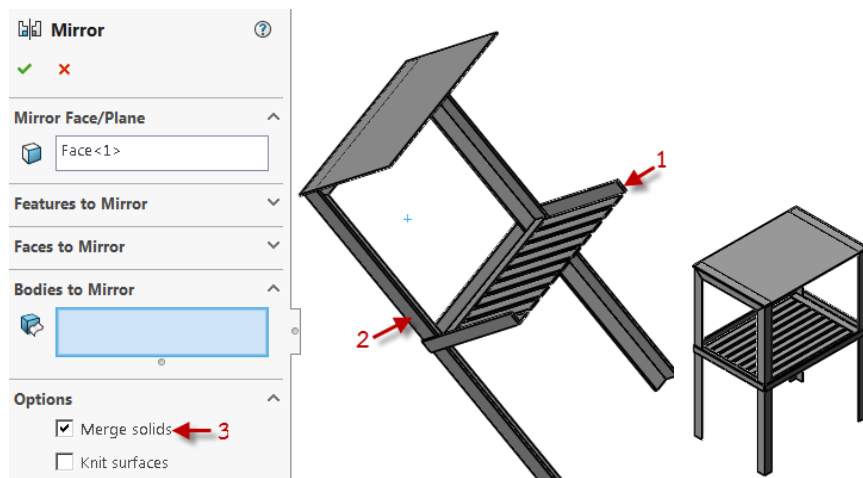 Mirror
?
Mirror Face/Plane
Face<1>
Features to Mirror
Faces to Mirror
Bodies to Mirror
Options
Merge solids
3
Knit surfaces
1
2